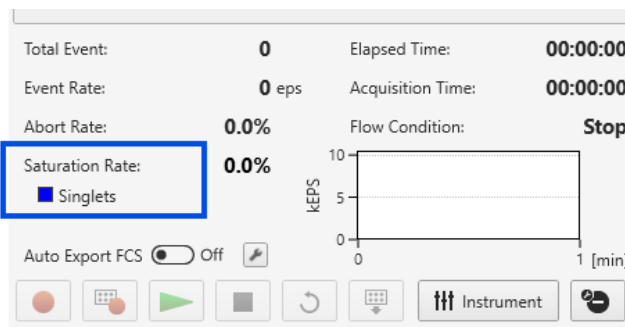 Total Event: 0 Elapsed Time: 00:00:00
Event Rate: 0 eps Acquisition Time: 00:00:00
Abort Rate: 0.0% Flow Condition: Stop
Saturation Rate: 0.0%
Singlets
10
kEPS
5
0
0 1 [min]
Auto Export FCS Off
Instrument